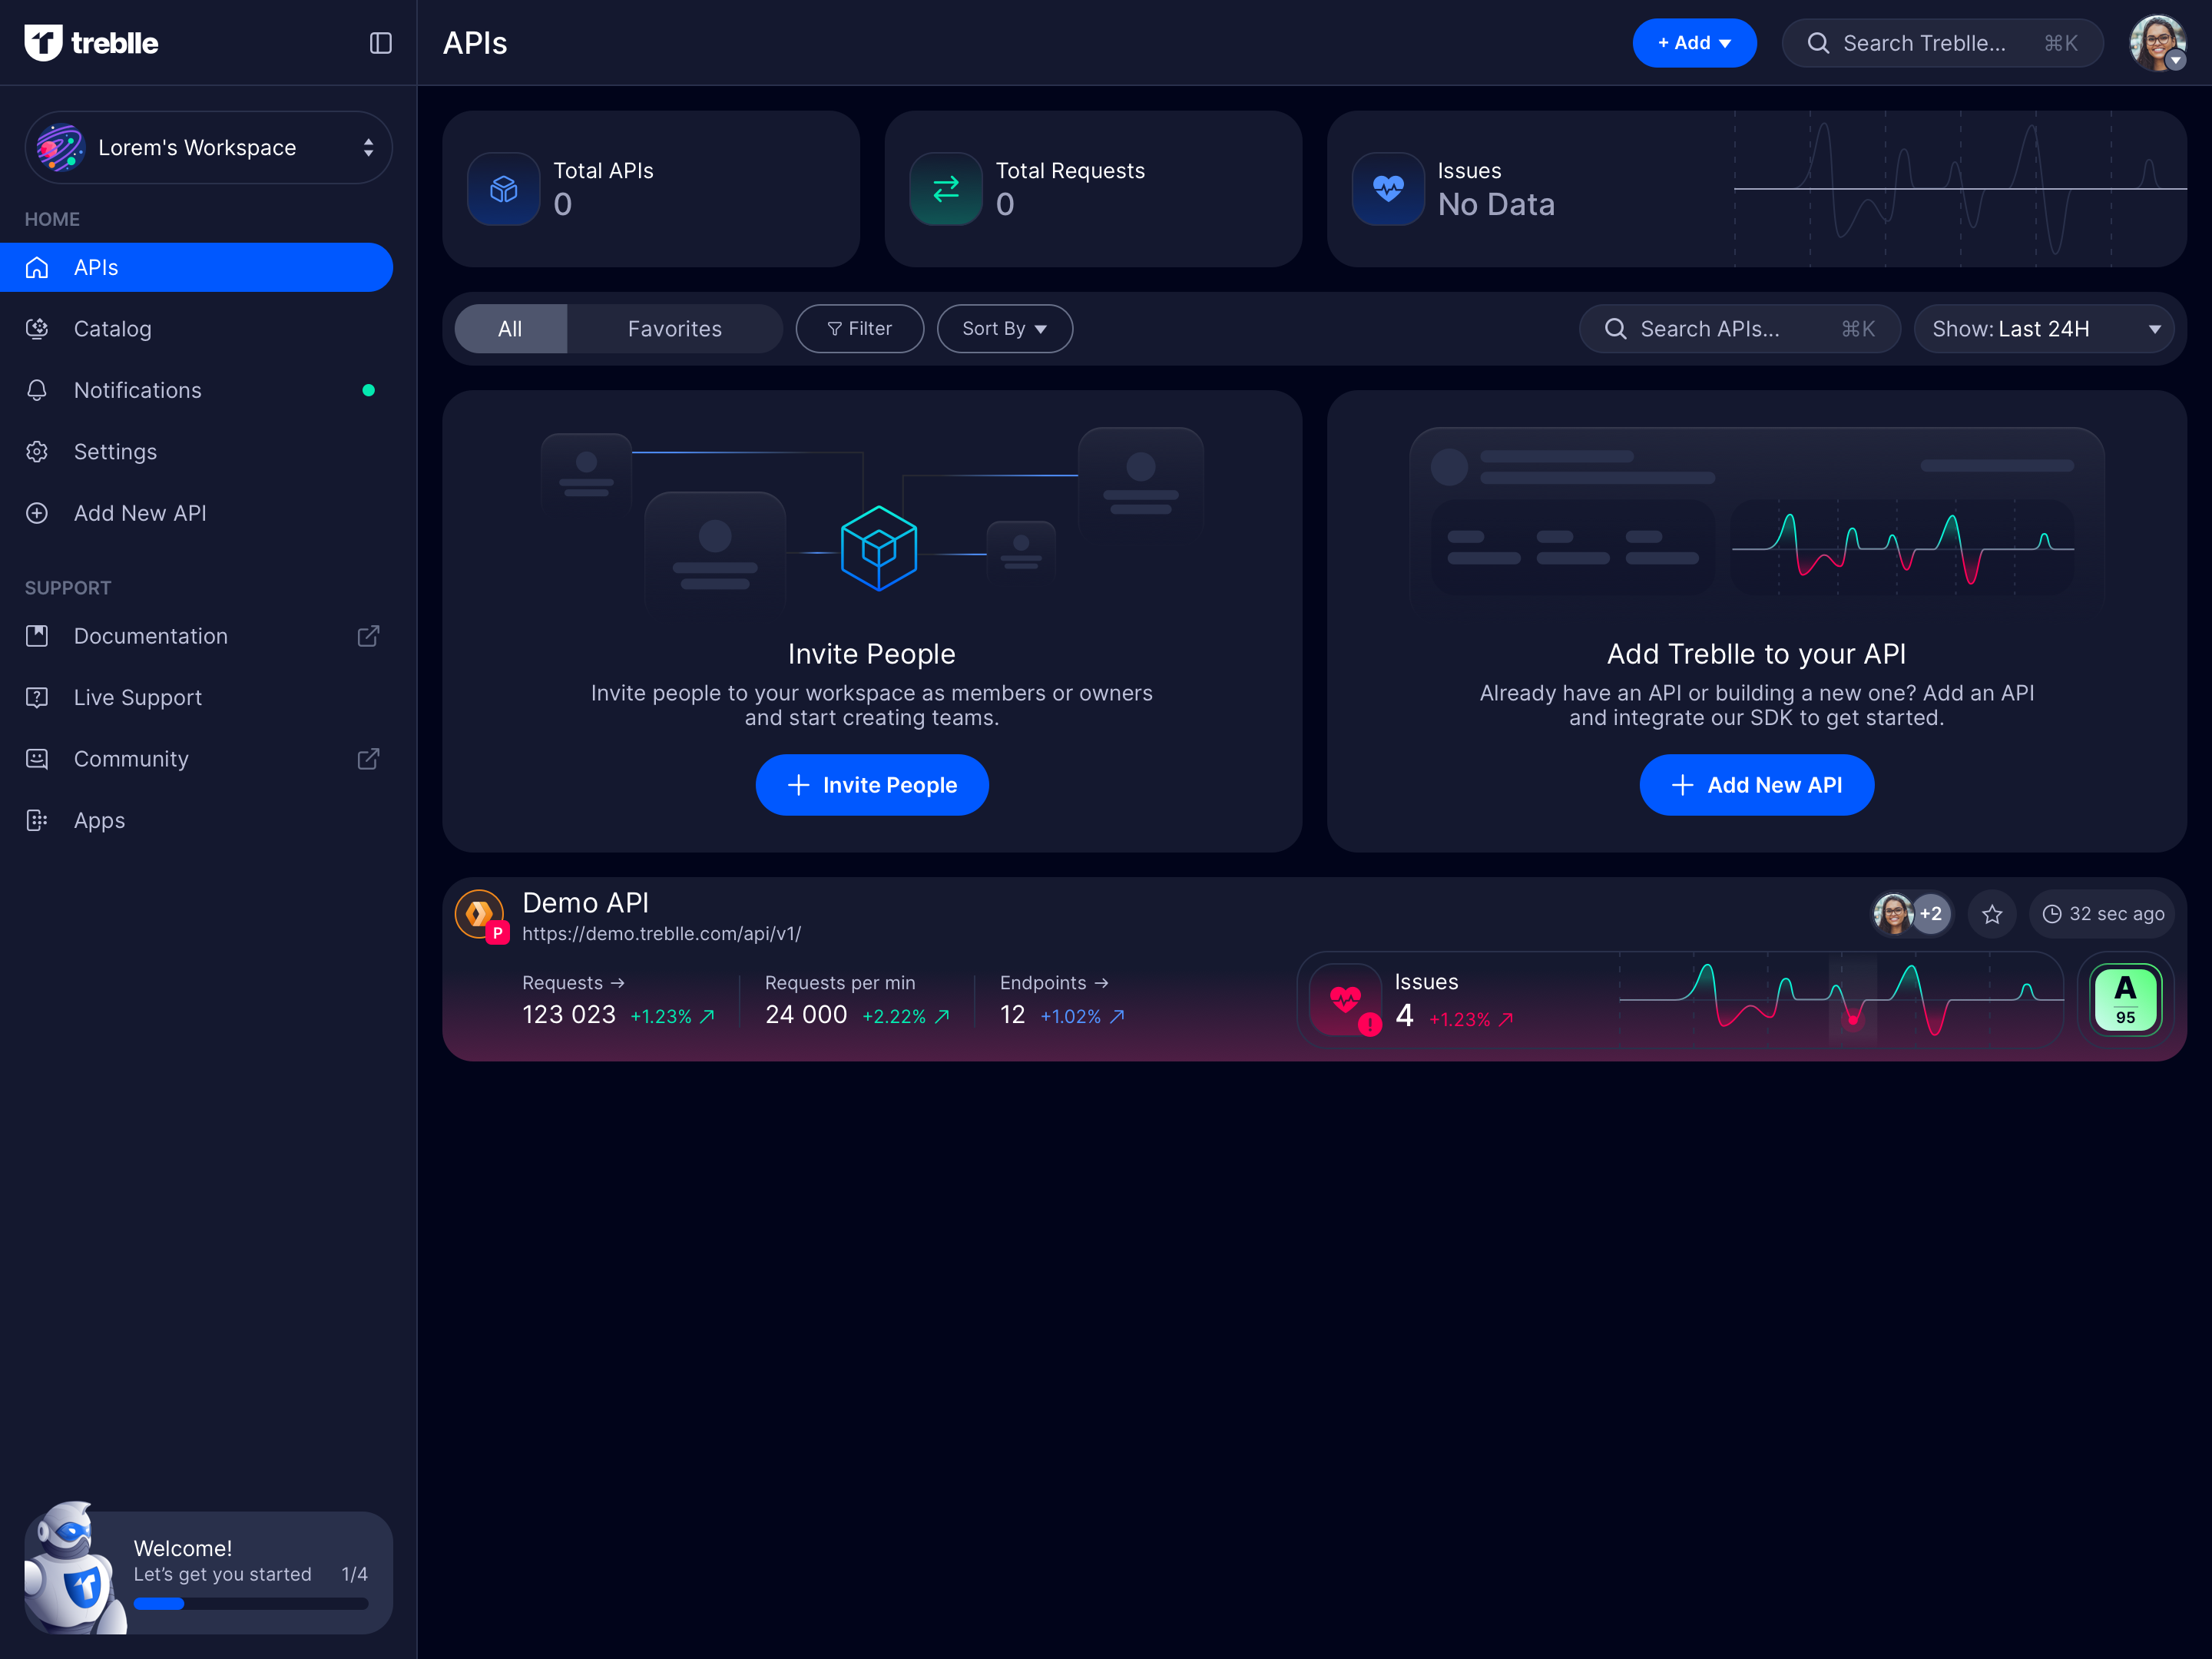 treblle
APIs
+ Add
Search Treblle... ⌘K
Lorem's Workspace
HOME
APIs
Catalog
Notifications
Settings
Add New API
SUPPORT
Documentation
Live Support
Community
Apps
Welcome!
Let's get you started 1/4
Total APIs
0
Total Requests
0
Issues
No Data
All
Favorites
Filter
Sort By
Search APIs... ⌘K
Show: Last 24H
Invite People
Invite people to your workspace as members or owners
and start creating teams.
Invite People
Add Treblle to your API
Already have an API or building a new one? Add an API
and integrate our SDK to get started.
Add New API
P
Demo API
https://demo.treblle.com/api/v1/
+2
32 sec ago
Requests →
123 023 +1.23% ↗
Requests per min
24 000 +2.22% ↗
Endpoints →
12 +1.02% ↗
Issues
4 +1.23% ↗
A
95